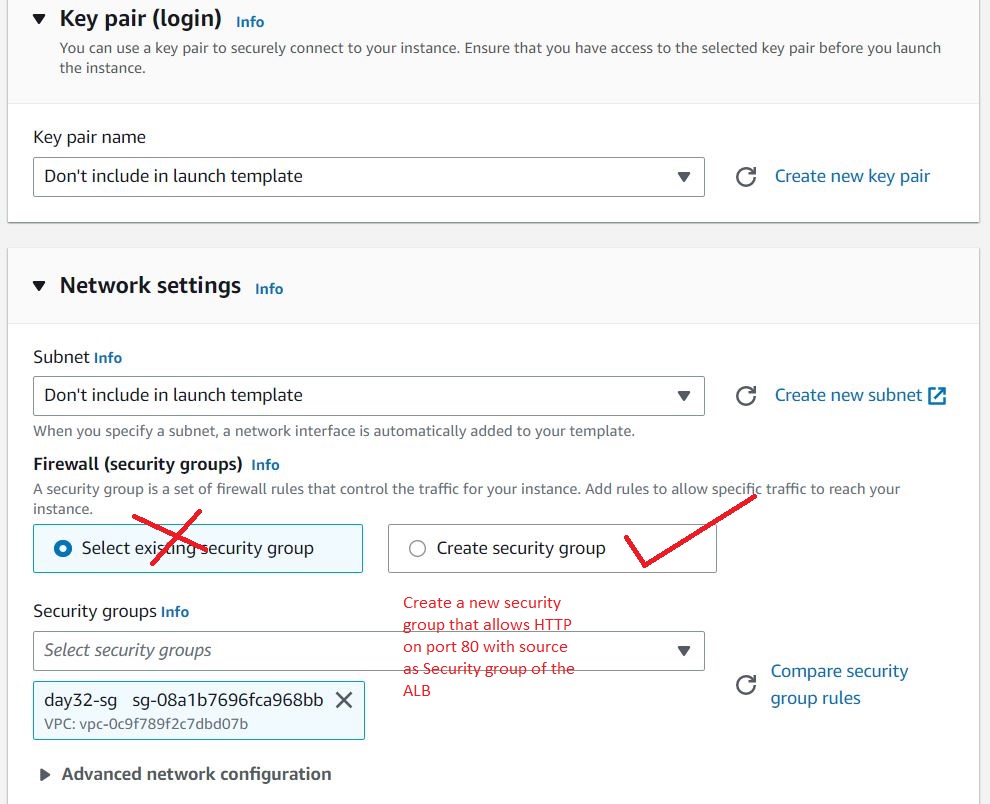 Key pair (login) Info
You can use a key pair to securely connect to your instance. Ensure that you have access to the selected key pair before you launch
the instance.
Key pair name
Don't include in launch template
Create new key pair
Network settings Info
Subnet Info
Don't include in launch template
Create new subnet
When you specify a subnet, a network interface is automatically added to your template.
Firewall (security groups) Info
A security group is a set of firewall rules that control the traffic for your instance. Add rules to allow specific traffic to reach your
instance.
Select existing security group
Create security group
Create a new security
group that allows HTTP
on port 80 with source
as Security group of the
ALB
Security groups Info
Select security groups
day32-sg sg-08a1b7696fca968bb
VPC: vpc-0c9f789f2c7dbd07b
Compare security
group rules
Advanced network configuration